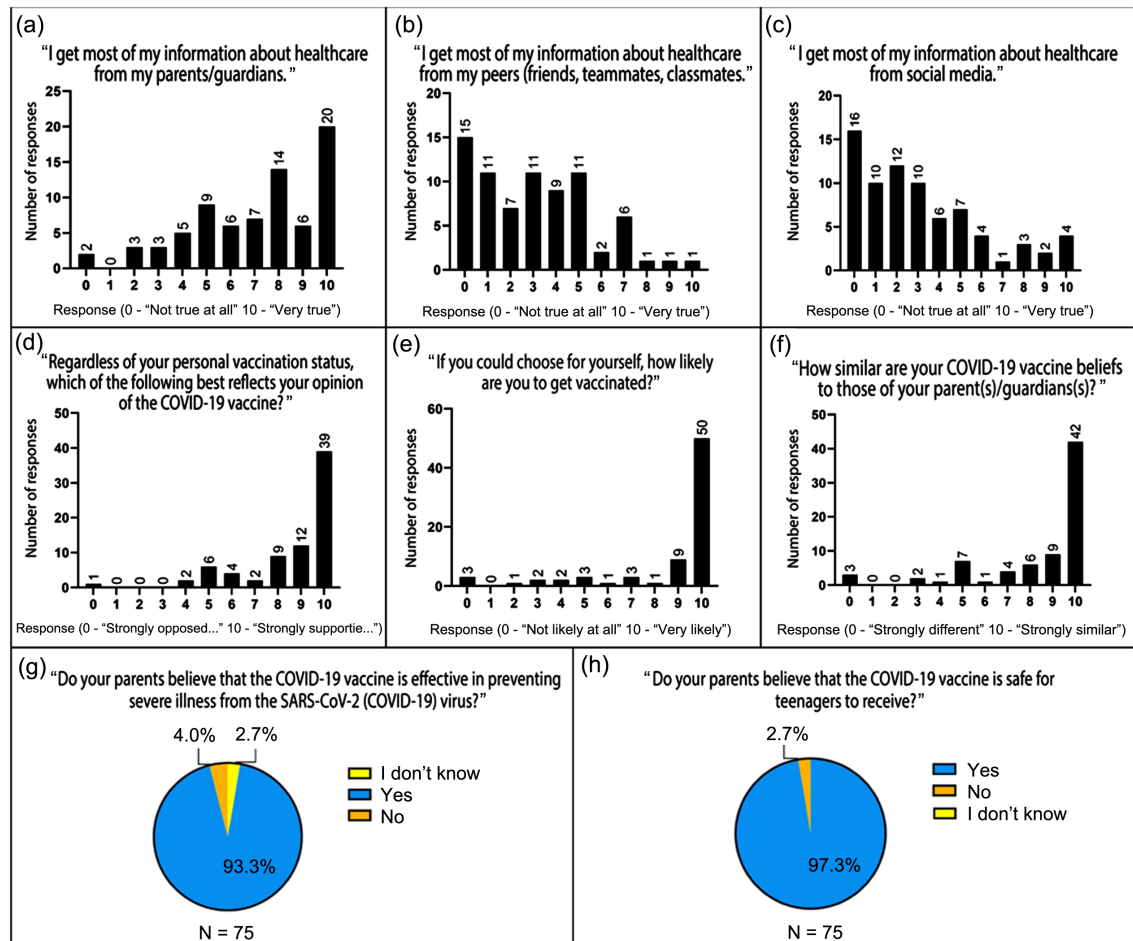 (a)
“I get most of my information about healthcare
from my parents/guardians.”
Number of responses
25
20
15
10
5
0
2
0
3
3
5
9
6
7
14
6
20
0 1 2 3 4 5 6 7 8 9 10
Response (0 - “Not true at all” 10 - “Very true”)
(b)
“I get most of my information about healthcare
from my peers (friends, teammates, classmates.”
Number of responses
20
15
10
5
0
15
11
7
11
9
11
2
6
1
1
1
0 1 2 3 4 5 6 7 8 9 10
Response (0 - “Not true at all” 10 - “Very true”)
(c)
“I get most of my information about healthcare
from social media.”
Number of responses
20
15
10
5
0
16
10
12
10
6
7
4
1
3
2
4
0 1 2 3 4 5 6 7 8 9 10
Response (0 - “Not true at all” 10 - “Very true”)
(d)
“Regardless of your personal vaccination status,
which of the following best reflects your opinion
of the COVID-19 vaccine?”
Number of responses
50
40
30
20
10
0
1
0
0
0
2
6
4
2
9
12
39
0 1 2 3 4 5 6 7 8 9 10
Response (0 - “Strongly opposed...” 10 - “Strongly supportie...”)
(e)
“If you could choose for yourself, how likely
are you to get vaccinated?”
Number of responses
60
40
20
0
3
0
1
2
2
3
1
3
1
9
50
0 1 2 3 4 5 6 7 8 9 10
Response (0 - “Not likely at all” 10 - “Very likely”)
(f)
“How similar are your COVID-19 vaccine beliefs
to those of your parent(s)/guardians(s)? ”
Number of responses
50
40
30
20
10
0
3
0
0
2
1
7
1
4
6
9
42
0 1 2 3 4 5 6 7 8 9 10
Response (0 - “Strongly different” 10 - “Strongly similar”)
(g)
“Do your parents believe that the COVID-19 vaccine is effective in preventing
severe illness from the SARS-CoV-2 (COVID-19) virus?”
4.0%
2.7%
93.3%
I don’t know
Yes
No
N = 75
(h)
“Do your parents believe that the COVID-19 vaccine is safe for
teenagers to receive?”
2.7%
97.3%
Yes
No
I don’t know
N = 75